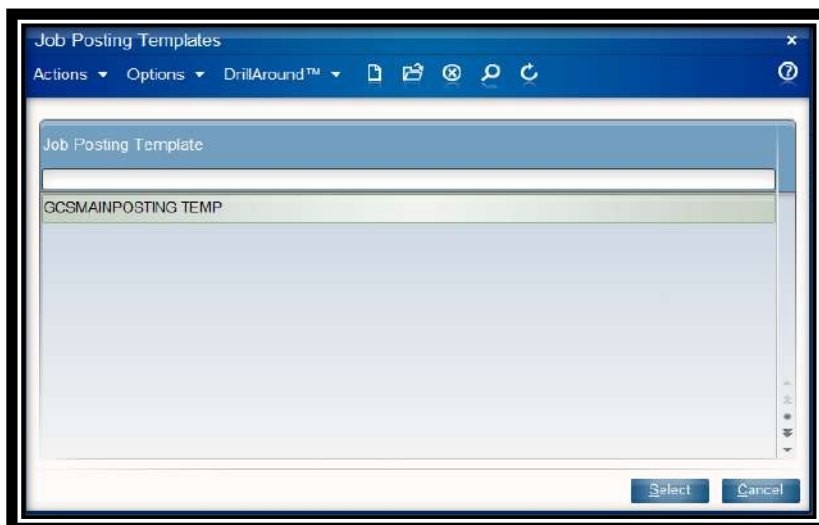 Job Posting Templates
Actions Options DrillAround™
Job Posting Template
GCSMAINPOSTING TEMP
Select Cancel